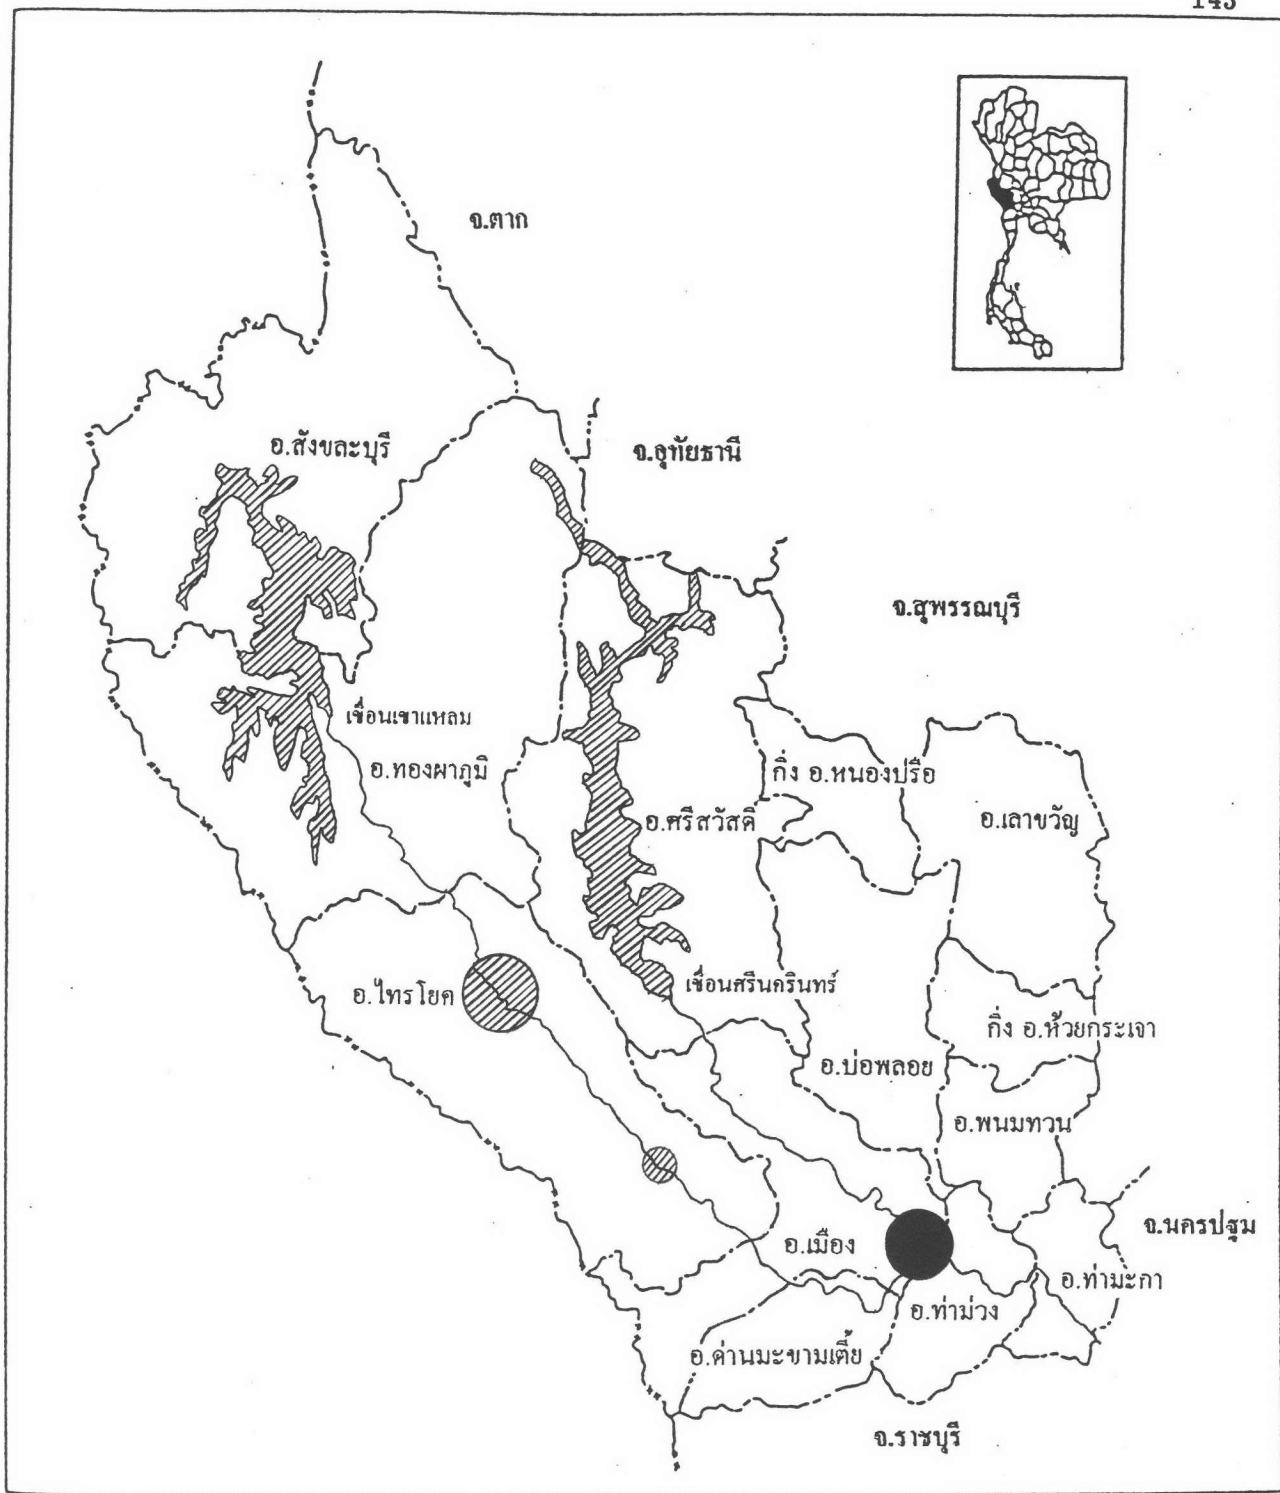 143
จ.ตาก
อ.สังขละบุรี
จ.อุทัยธานี
จ.สุพรรณบุรี
เขื่อนเขาแหลม
อ.ทองผาภูมิ
กิ่ง อ.หนองปรือ
อ.ศรีสวัสดิ์
อ.เลาขวัญ
เขื่อนศรีนครินทร์
อ.ไทรโยค
กิ่ง อ.ห้วยกระเจา
อ.บ่อพลอย
อ.พนมทวน
จ.นครปฐม
อ.เมือง
อ.ท่ามะกา
อ.ท่าม่วง
อ.ด่านมะขามเตี้ย
จ.ราชบุรี